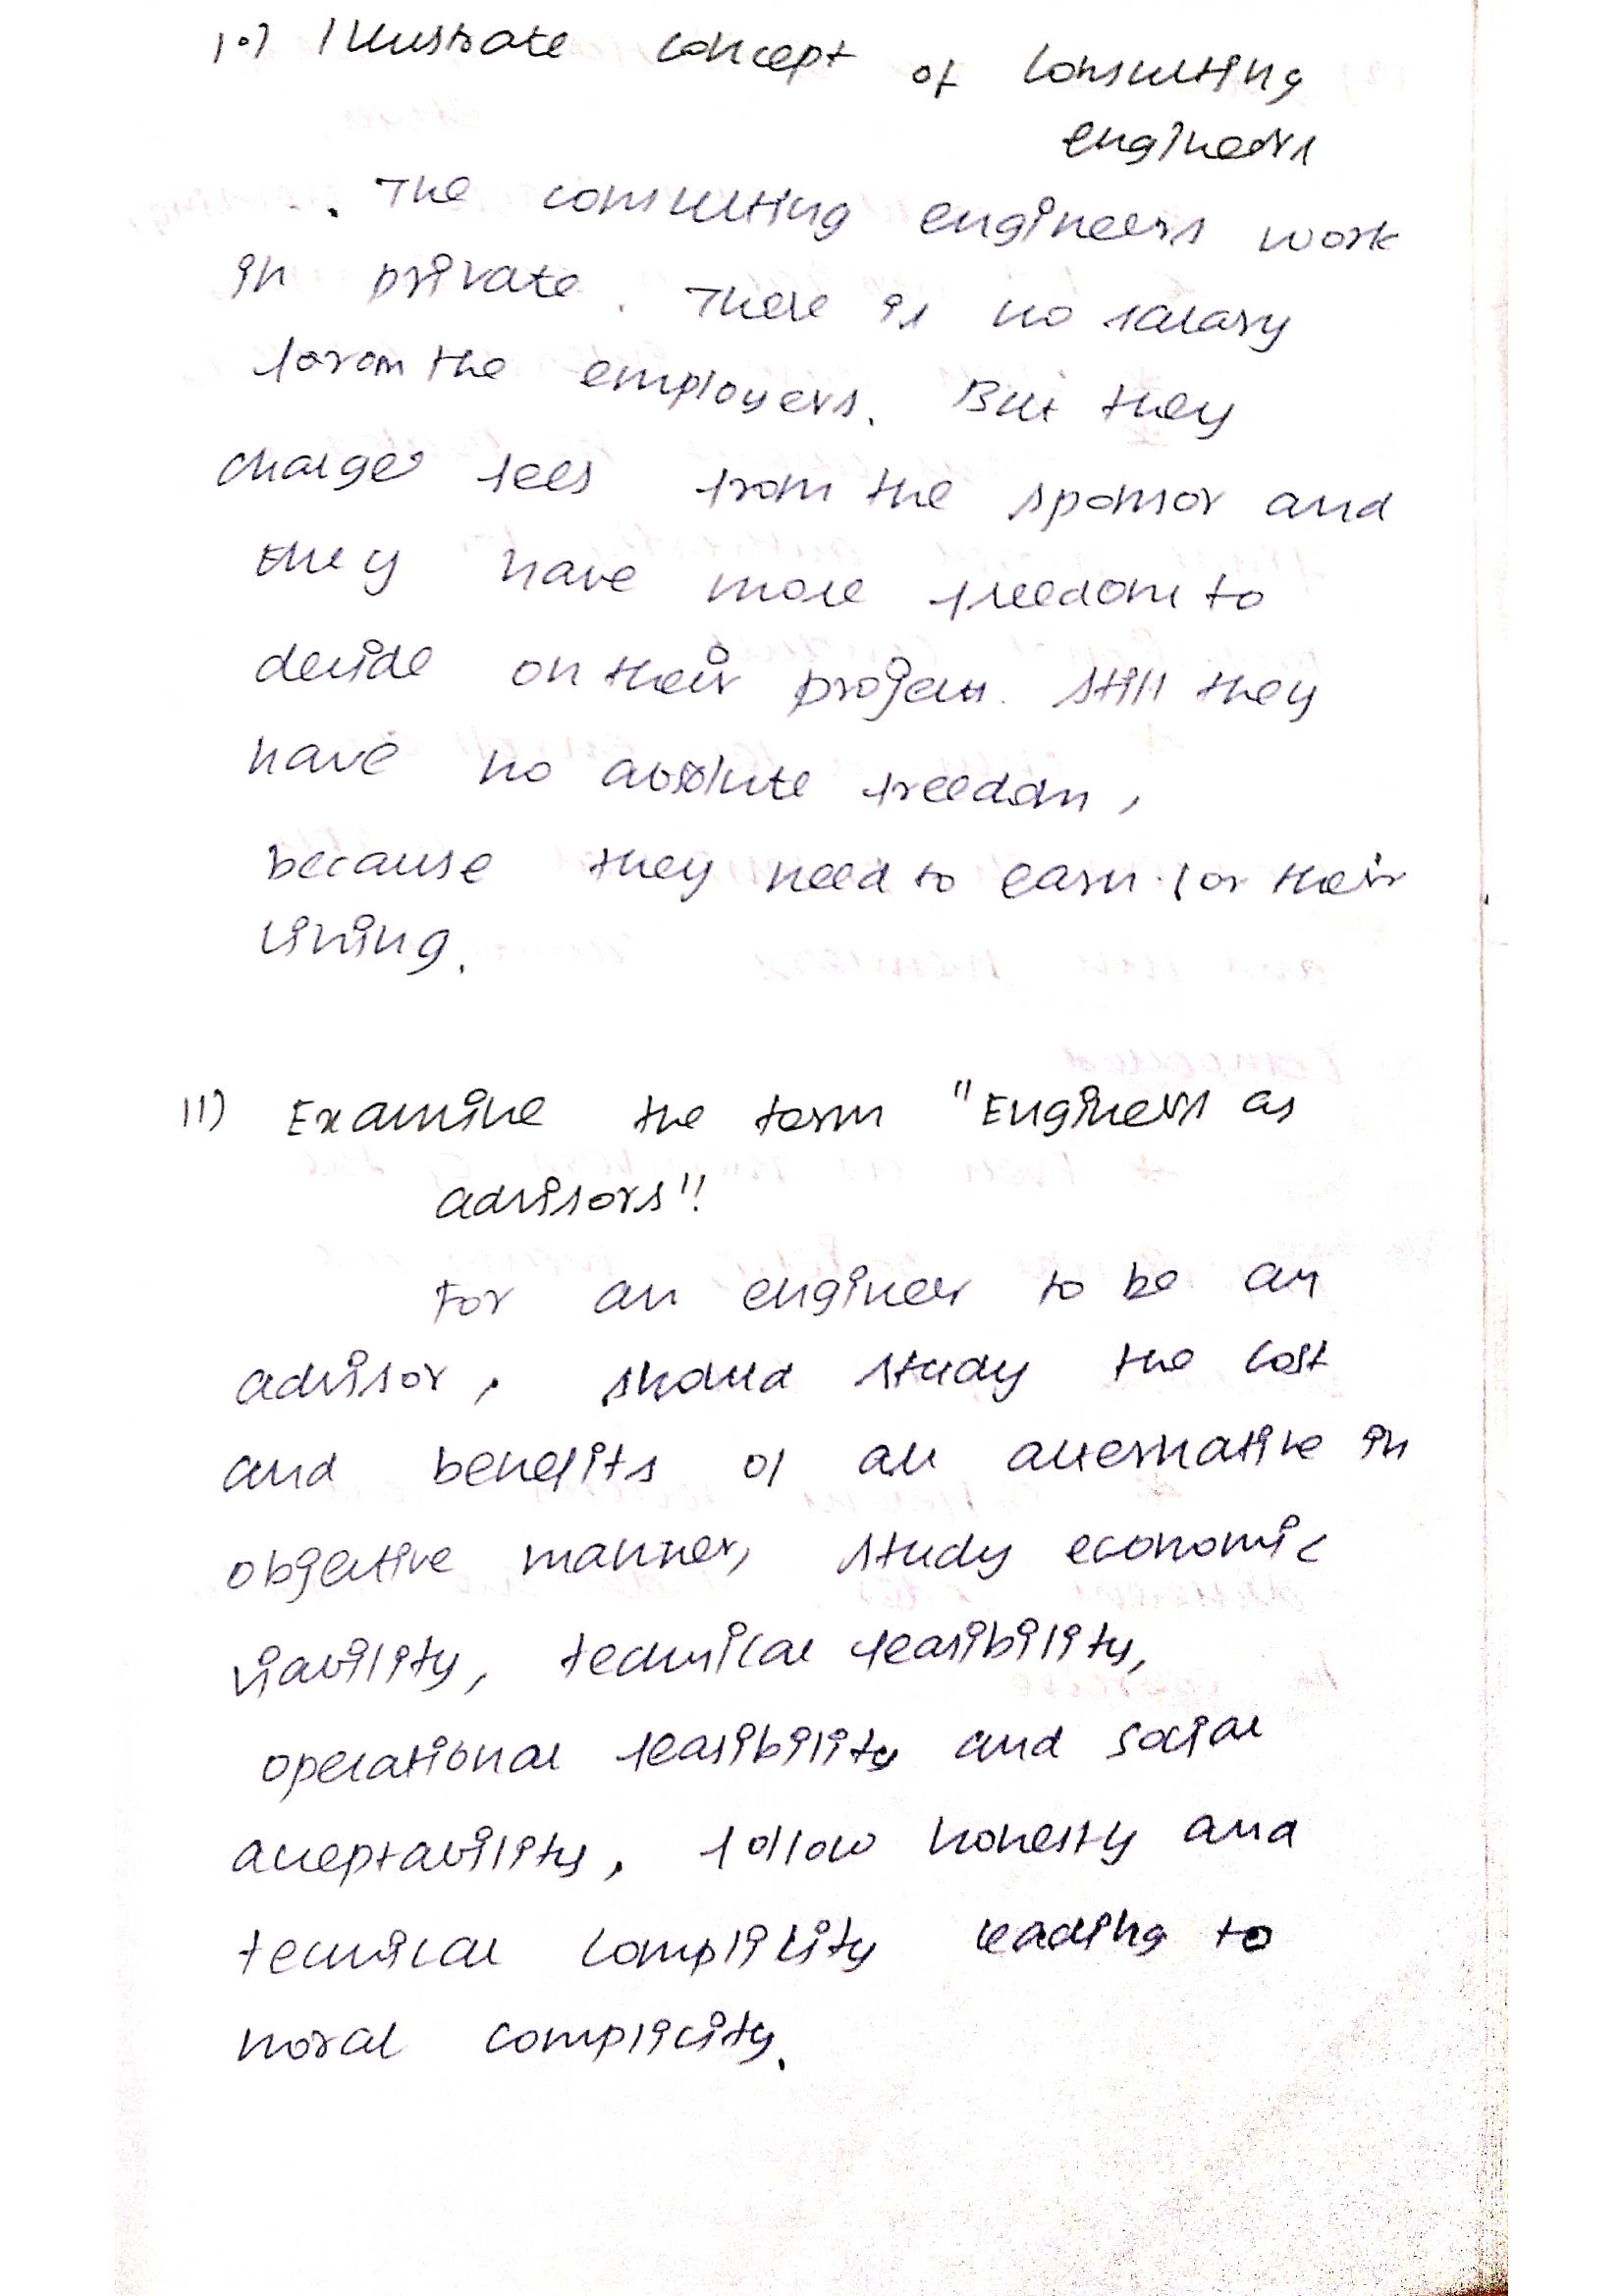 10) Illustrate concept of consulting
engineers
The consulting engineers work
in private. There is no salary
forom the employers. But they
charge fees from the sponsor and
they have more freedom to
decide on their projects. Still they
have no absolute freedom,
because they need to earn for their
living.
11) Examine the term "Engineers as
advisors"!
For an engineer to be an
advisor, should study the cost
and benefits of all alternative in
objective manner, study economic
viability, technical feasibility,
operational feasibility and social
acceptability, follow honesty and
technical complicity leading to
moral complicity.